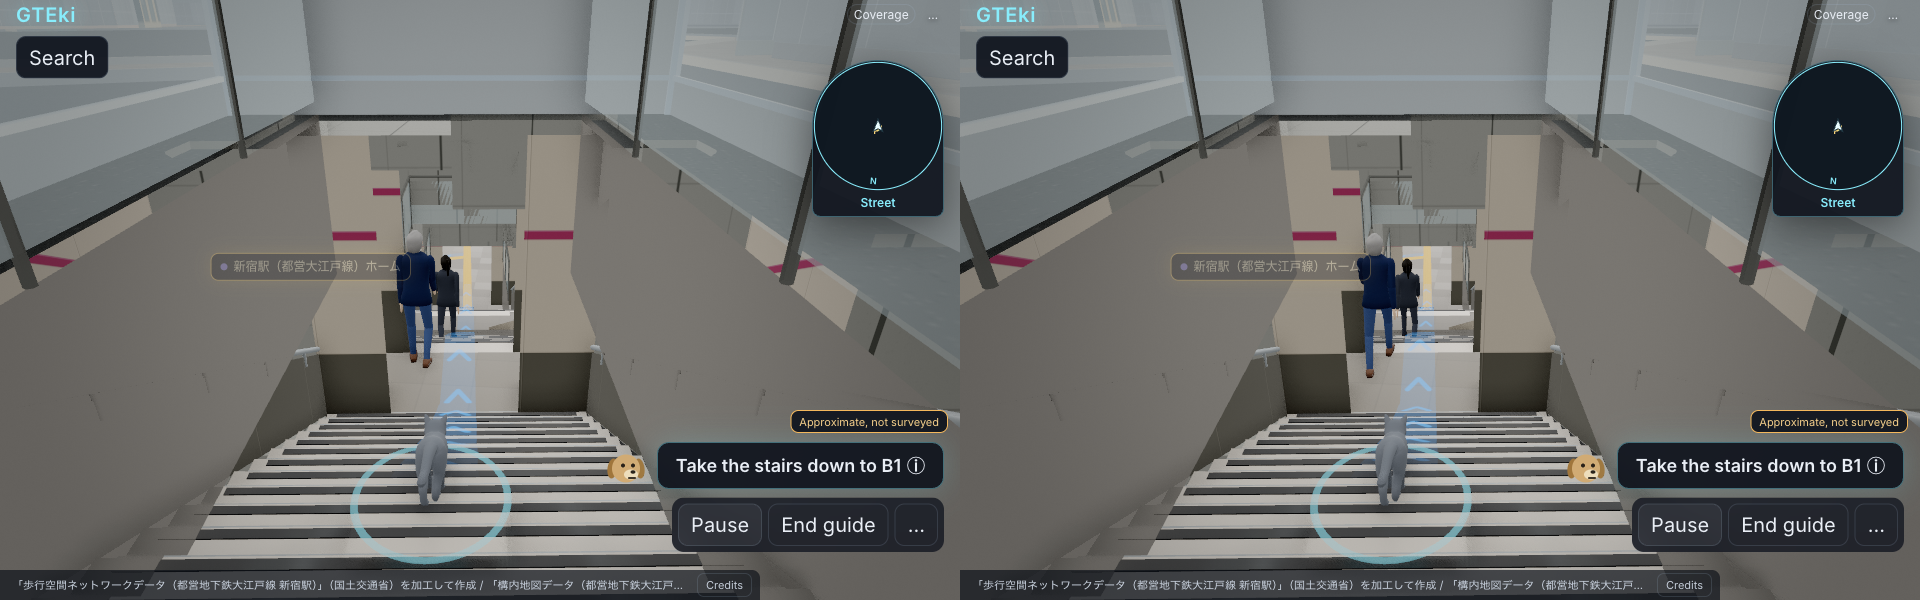 GTEki
Coverage
...
Search
N
Street
新宿駅（都営大江戸線）ホーム
Approximate, not surveyed
Take the stairs down to B1 ⓘ
Pause
End guide
...
「歩行空間ネットワークデータ（都営地下鉄大江戸線 新宿駅）」（国土交通省）を加工して作成 / 「構内地図データ（都営地下鉄大江戸...
Credits
GTEki
Coverage
...
Search
N
Street
新宿駅（都営大江戸線）ホーム
Approximate, not surveyed
Take the stairs down to B1 ⓘ
Pause
End guide
...
「歩行空間ネットワークデータ（都営地下鉄大江戸線 新宿駅）」（国土交通省）を加工して作成 / 「構内地図データ（都営地下鉄大江戸...
Credits